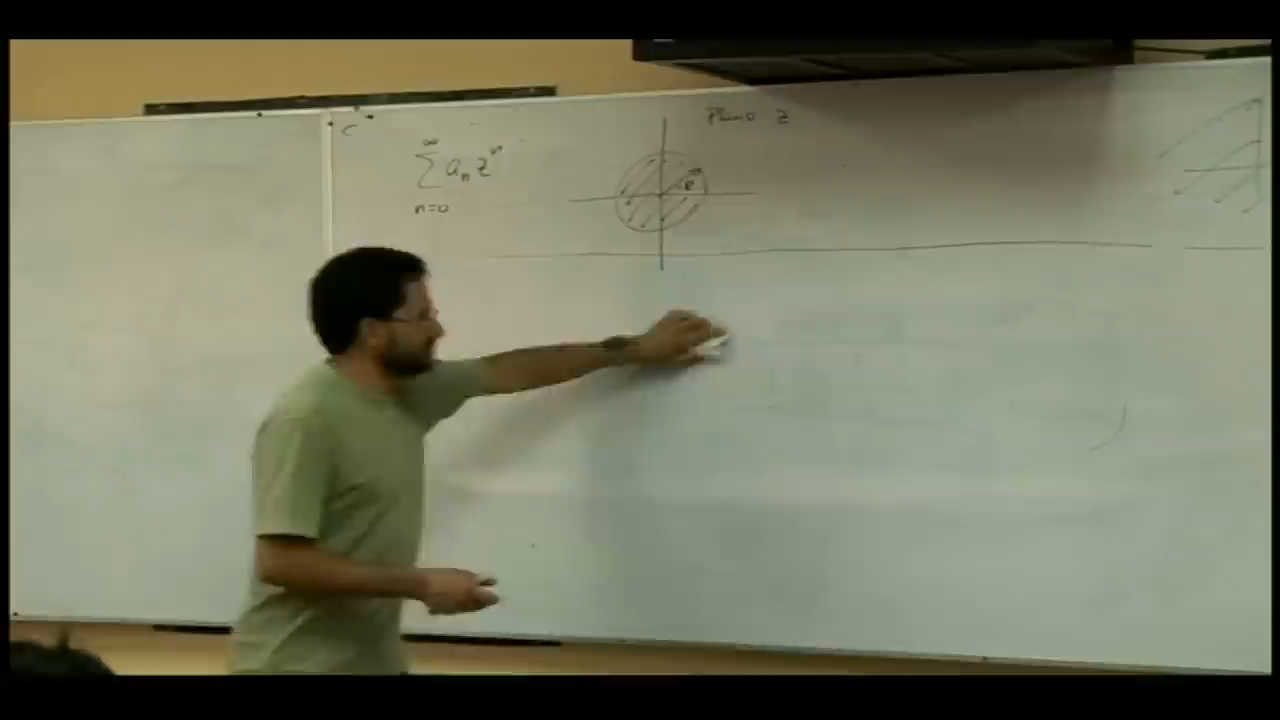 Plano z
∞
∑ aₙ zⁿ
n=0
R